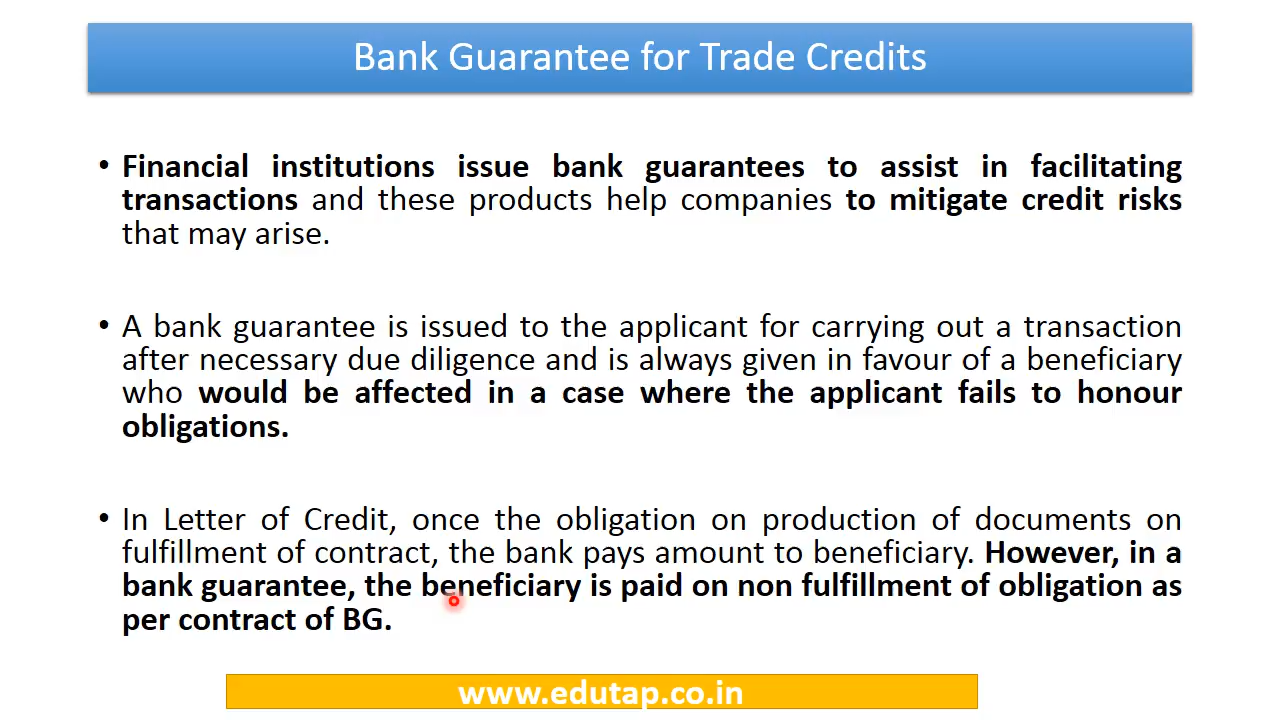 Bank Guarantee for Trade Credits
• Financial institutions issue bank guarantees to assist in facilitating
transactions and these products help companies to mitigate credit risks
that may arise.
• A bank guarantee is issued to the applicant for carrying out a transaction
after necessary due diligence and is always given in favour of a beneficiary
who would be affected in a case where the applicant fails to honour
obligations.
• In Letter of Credit, once the obligation on production of documents on
fulfillment of contract, the bank pays amount to beneficiary. However, in a
bank guarantee, the beneficiary is paid on non fulfillment of obligation as
per contract of BG.
www.edutap.co.in